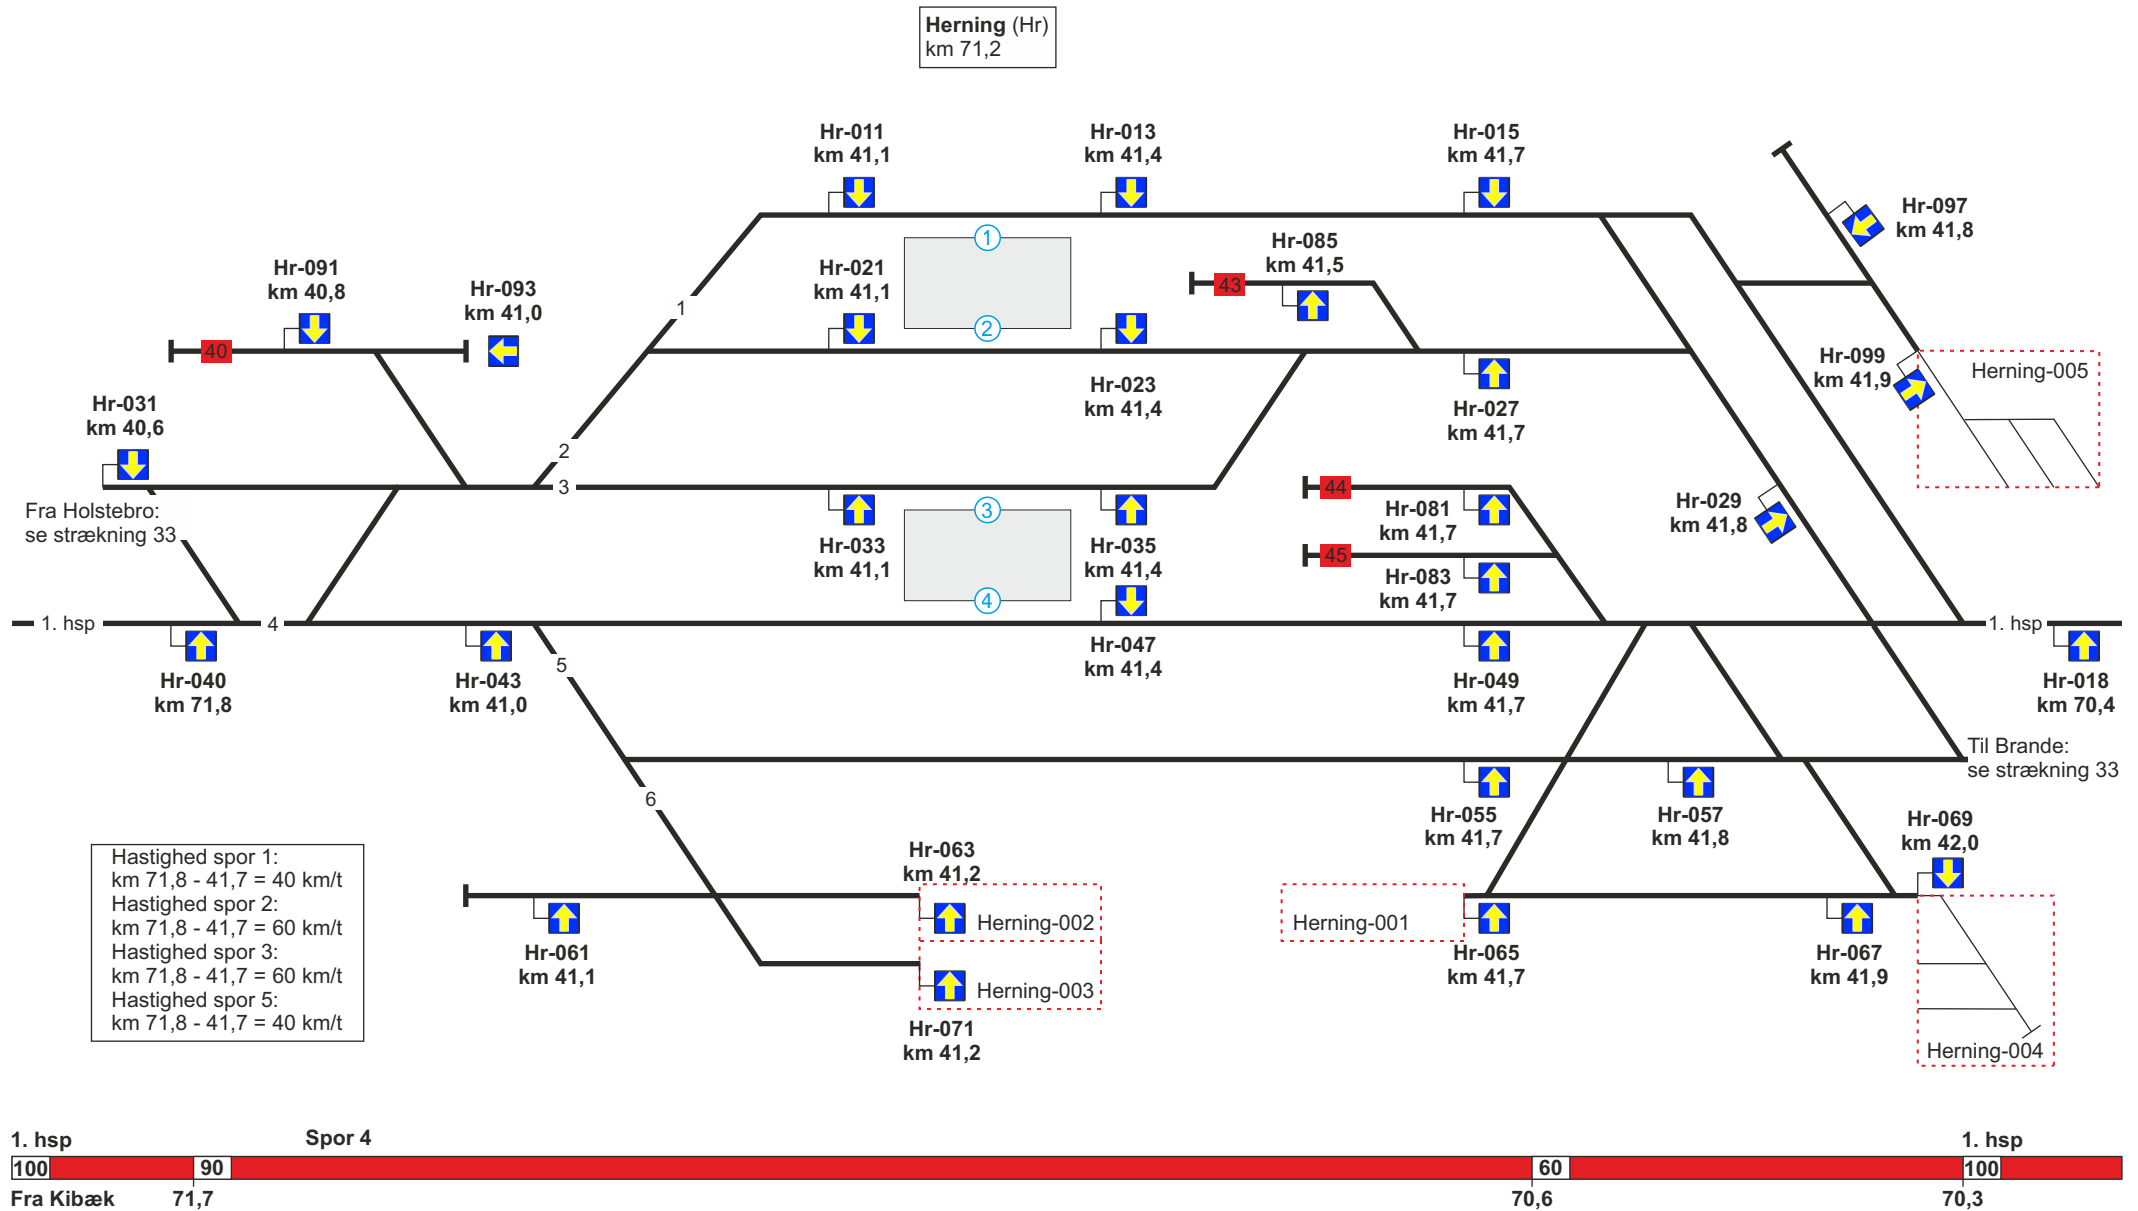 Herning (Hr)
km 71,2
Hr-011
km 41,1
Hr-013
km 41,4
Hr-015
km 41,7
Hr-097
km 41,8
1
Hr-085
km 41,5
Hr-091
km 40,8
Hr-021
km 41,1
Hr-093
km 41,0
43
1
2
40
Hr-099
km 41,9
Herning-005
Hr-023
km 41,4
Hr-027
km 41,7
Hr-031
km 40,6
2
3
44
Fra Holstebro:
se strækning 33
3
Hr-081
km 41,7
Hr-029
km 41,8
Hr-033
km 41,1
Hr-035
km 41,4
45
Hr-083
km 41,7
4
1. hsp
4
1. hsp
Hr-047
km 41,4
5
Hr-040
km 71,8
Hr-043
km 41,0
Hr-049
km 41,7
Hr-018
km 70,4
Til Brande:
se strækning 33
6
Hr-055
km 41,7
Hr-057
km 41,8
Hr-069
km 42,0
Hastighed spor 1:
km 71,8 - 41,7 = 40 km/t
Hastighed spor 2:
km 71,8 - 41,7 = 60 km/t
Hastighed spor 3:
km 71,8 - 41,7 = 60 km/t
Hastighed spor 5:
km 71,8 - 41,7 = 40 km/t
Hr-063
km 41,2
Herning-002
Herning-001
Hr-061
km 41,1
Hr-065
km 41,7
Hr-067
km 41,9
Herning-003
Hr-071
km 41,2
Herning-004
1. hsp
Spor 4
1. hsp
100
90
60
100
Fra Kibæk
71,7
70,6
70,3